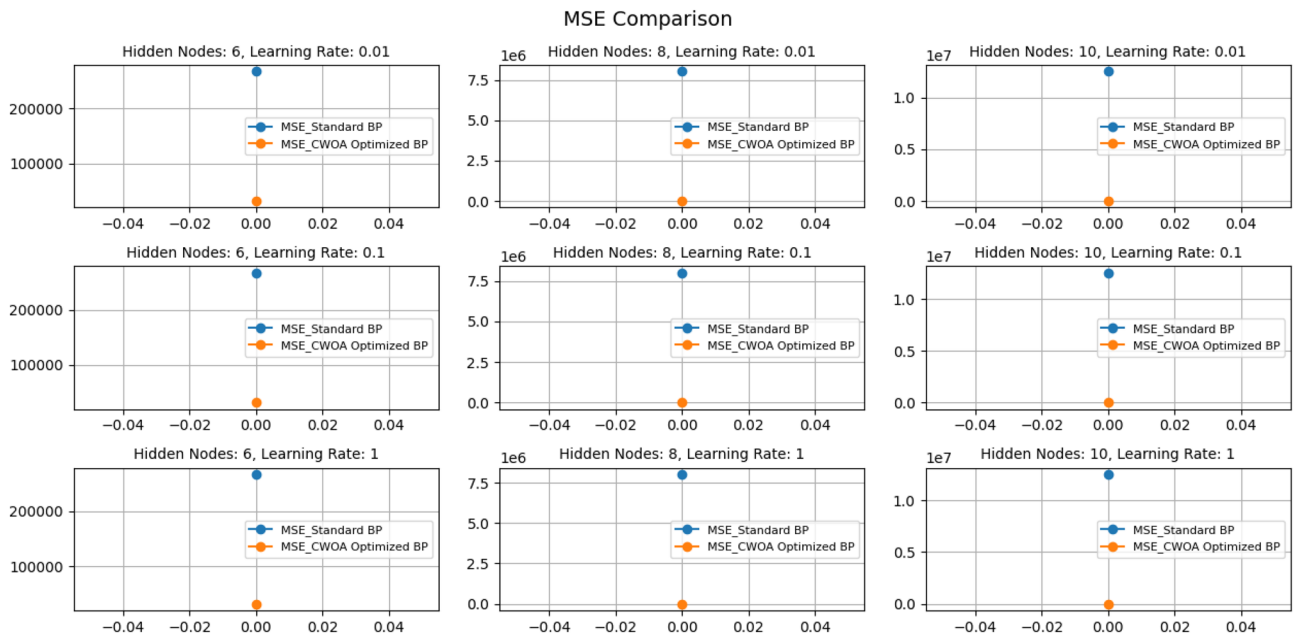 MSE Comparison
Hidden Nodes: 6, Learning Rate: 0.01
200000
100000
MSE_Standard BP
MSE_CWOA Optimized BP
−0.04 −0.02 0.00 0.02 0.04
Hidden Nodes: 8, Learning Rate: 0.01
1e6
7.5
5.0
2.5
0.0
MSE_Standard BP
MSE_CWOA Optimized BP
−0.04 −0.02 0.00 0.02 0.04
Hidden Nodes: 10, Learning Rate: 0.01
1e7
1.0
0.5
0.0
MSE_Standard BP
MSE_CWOA Optimized BP
−0.04 −0.02 0.00 0.02 0.04
Hidden Nodes: 6, Learning Rate: 0.1
200000
100000
MSE_Standard BP
MSE_CWOA Optimized BP
−0.04 −0.02 0.00 0.02 0.04
Hidden Nodes: 8, Learning Rate: 0.1
1e6
7.5
5.0
2.5
0.0
MSE_Standard BP
MSE_CWOA Optimized BP
−0.04 −0.02 0.00 0.02 0.04
Hidden Nodes: 10, Learning Rate: 0.1
1e7
1.0
0.5
0.0
MSE_Standard BP
MSE_CWOA Optimized BP
−0.04 −0.02 0.00 0.02 0.04
Hidden Nodes: 6, Learning Rate: 1
200000
100000
MSE_Standard BP
MSE_CWOA Optimized BP
−0.04 −0.02 0.00 0.02 0.04
Hidden Nodes: 8, Learning Rate: 1
1e6
7.5
5.0
2.5
0.0
MSE_Standard BP
MSE_CWOA Optimized BP
−0.04 −0.02 0.00 0.02 0.04
Hidden Nodes: 10, Learning Rate: 1
1e7
1.0
0.5
0.0
MSE_Standard BP
MSE_CWOA Optimized BP
−0.04 −0.02 0.00 0.02 0.04